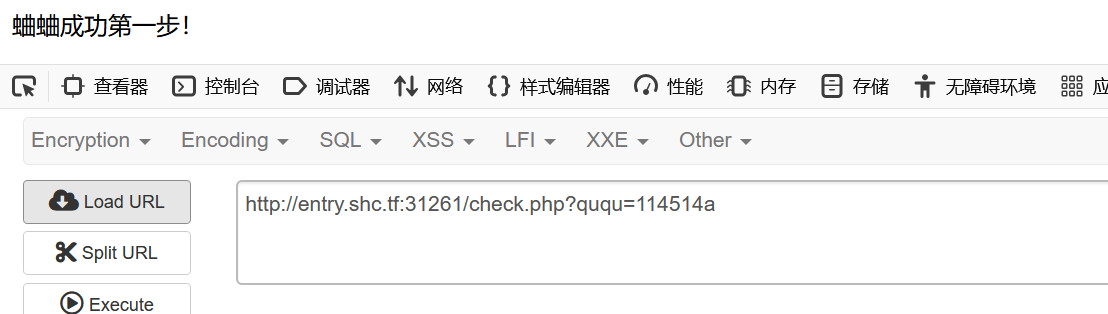 蛐蛐成功第一步！
查看器 控制台 调试器 网络 样式编辑器 性能 内存 存储 无障碍环境 应
Encryption Encoding SQL XSS LFI XXE Other
Load URL http://entry.shc.tf:31261/check.php?ququ=114514a
Split URL
Execute